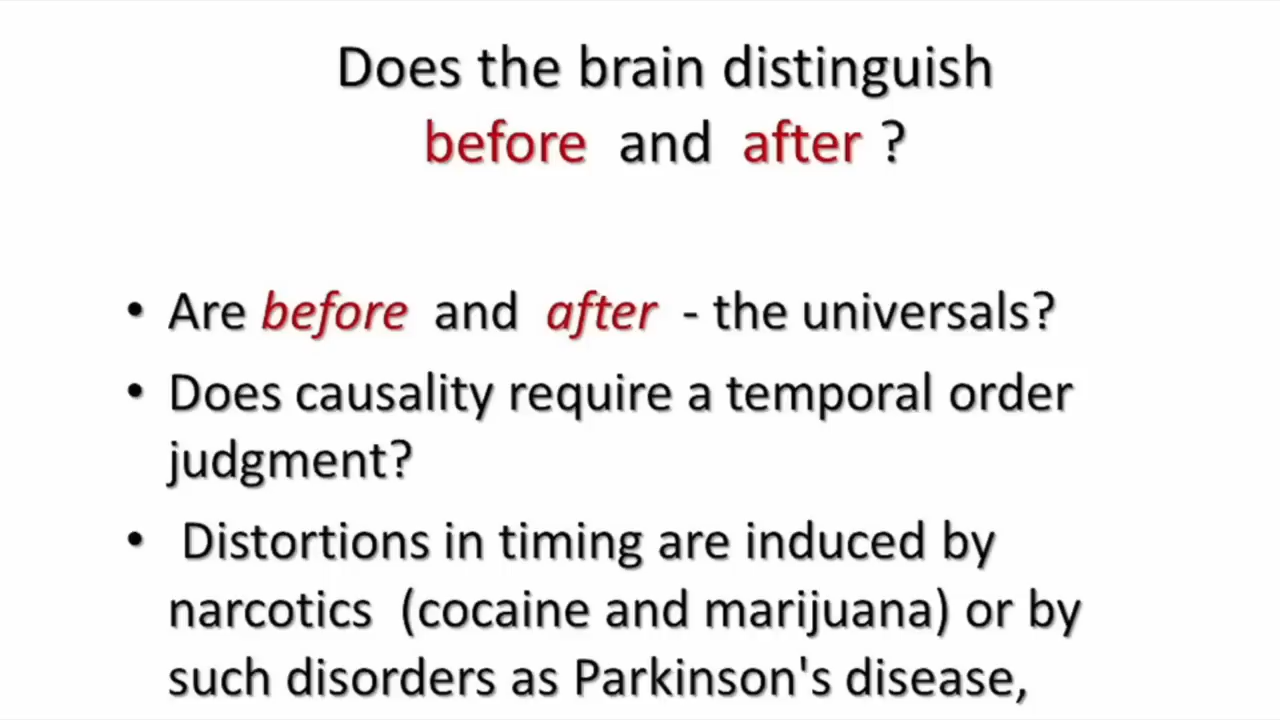 Does the brain distinguish
before and after ?
• Are before and after - the universals?
• Does causality require a temporal order
judgment?
• Distortions in timing are induced by
narcotics (cocaine and marijuana) or by
such disorders as Parkinson's disease,